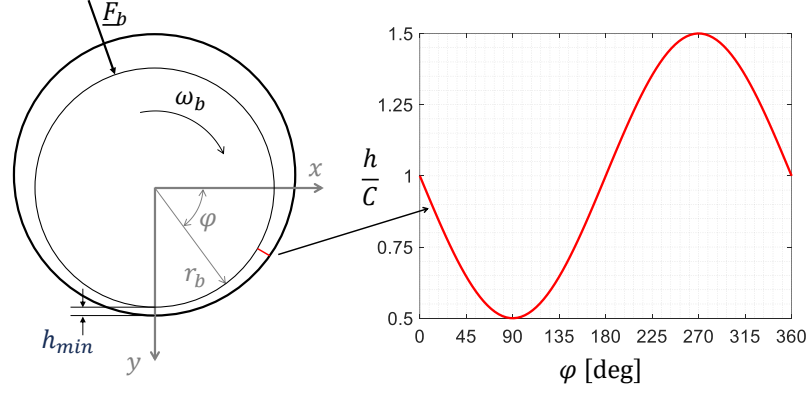 F_b
ω_b
x
φ
r_b
h_min
y
h
C
1.5
1.25
1
0.75
0.5
0 45 90 135 180 225 270 315 360
φ [deg]